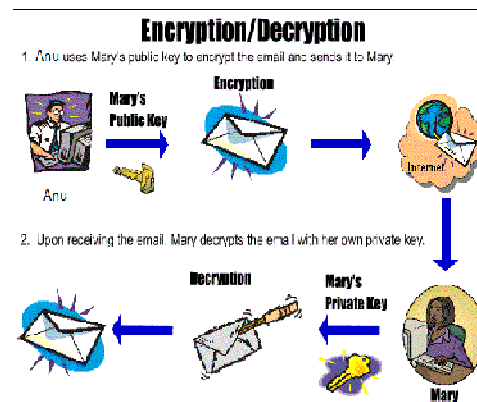 Encryption/Decryption
1. Anu uses Mary's public key to encrypt the email and sends it to Mary.
Encryption
Mary's
Public Key
Internet
Anu
2. Upon receiving the email. Mary decrypts the email with her own private key.
Decryption
Mary's
Private Key
Mary